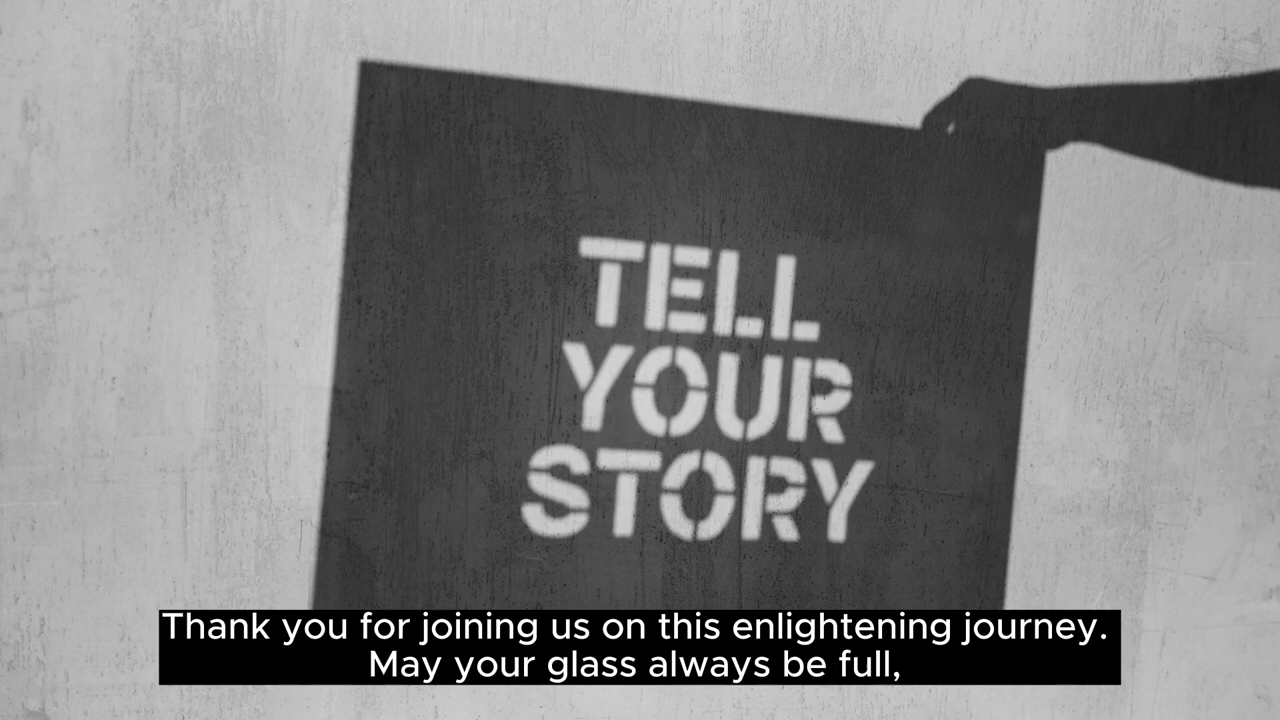 TELL
YOUR
STORY
Thank you for joining us on this enlightening journey.
May your glass always be full,